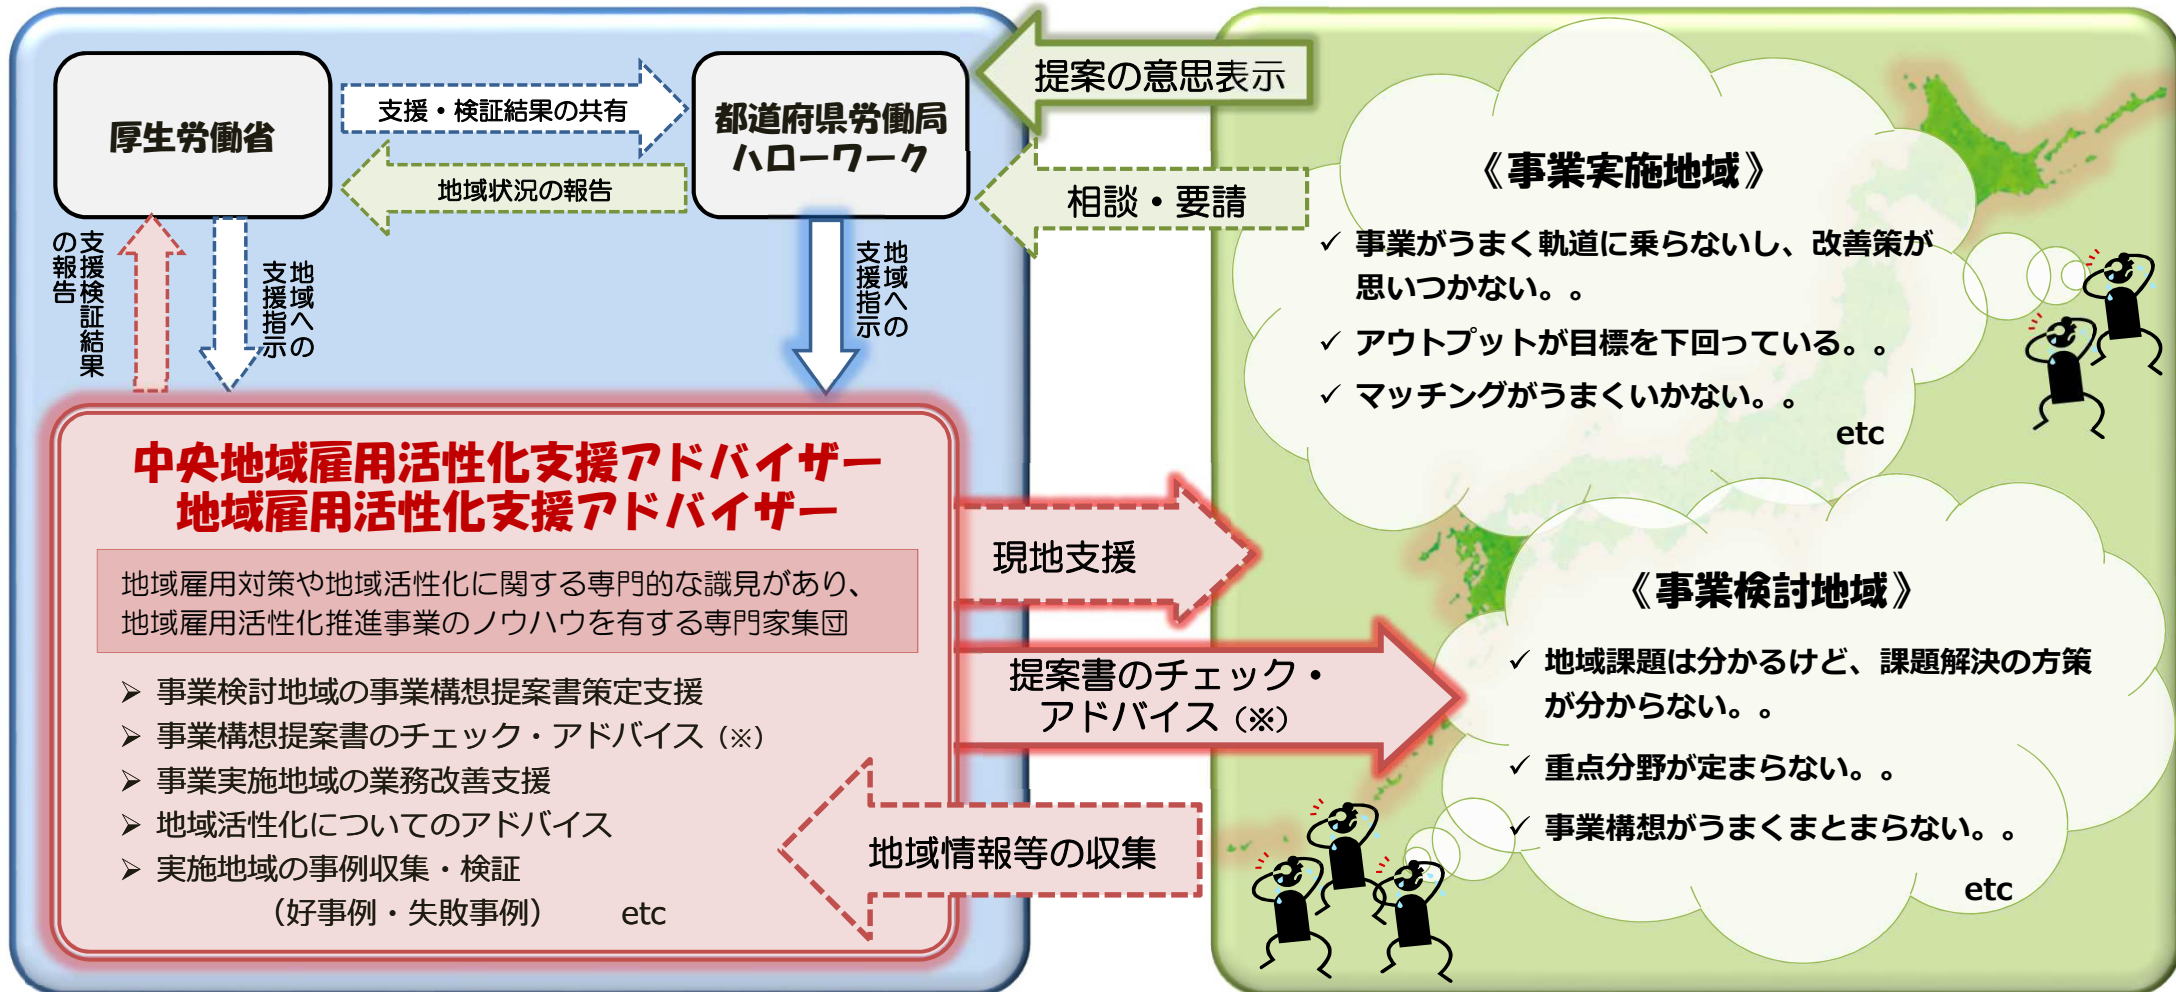 厚生労働省
支援・検証結果の共有
地域状況の報告
都道府県労働局
ハローワーク
提案の意思表示
相談・要請
支援検証結果
の報告
地域への
支援指示
地域への
支援指示
中央地域雇用活性化支援アドバイザー
地域雇用活性化支援アドバイザー
地域雇用対策や地域活性化に関する専門的な識見があり、
地域雇用活性化推進事業のノウハウを有する専門家集団
➢ 事業検討地域の事業構想提案書策定支援
➢ 事業構想提案書のチェック・アドバイス（※）
➢ 事業実施地域の業務改善支援
➢ 地域活性化についてのアドバイス
➢ 実施地域の事例収集・検証
（好事例・失敗事例） etc
現地支援
提案書のチェック・
アドバイス（※）
地域情報等の収集
《事業実施地域》
✓ 事業がうまく軌道に乗らないし、改善策が
思いつかない。。
✓ アウトプットが目標を下回っている。。
✓ マッチングがうまくいかない。。
etc
《事業検討地域》
✓ 地域課題は分かるけど、課題解決の方策
が分からない。。
✓ 重点分野が定まらない。。
✓ 事業構想がうまくまとまらない。。
etc